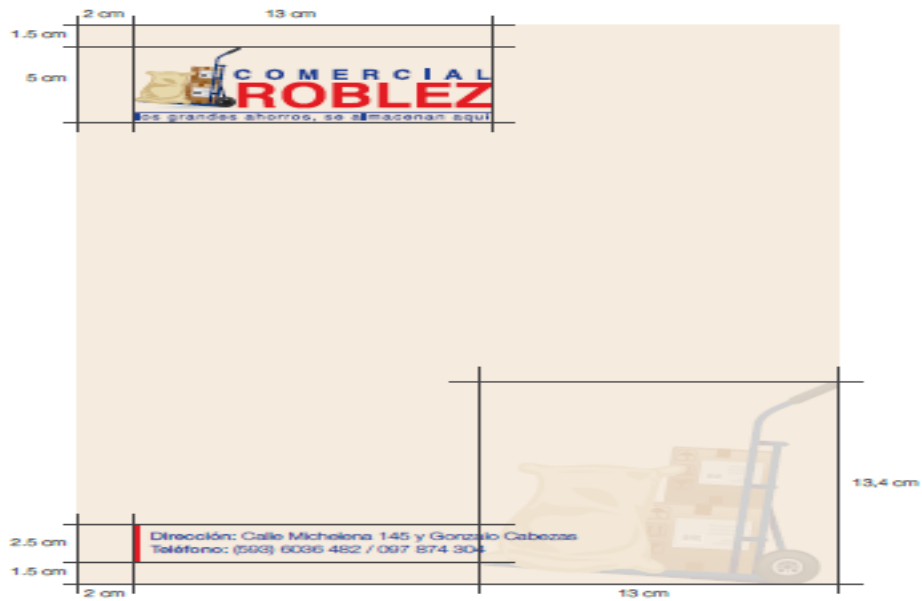 2 cm
13 cm
1.5 cm
5 cm
COMERCIAL
ROBLEZ
los grandes ahorros, se almacenan aquí
13,4 cm
2.5 cm
Dirección: Calle Michelena 145 y Gonzalo Cabezas
Teléfono: (593) 6036 482 / 097 874 304
1.5 cm
2 cm
13 cm